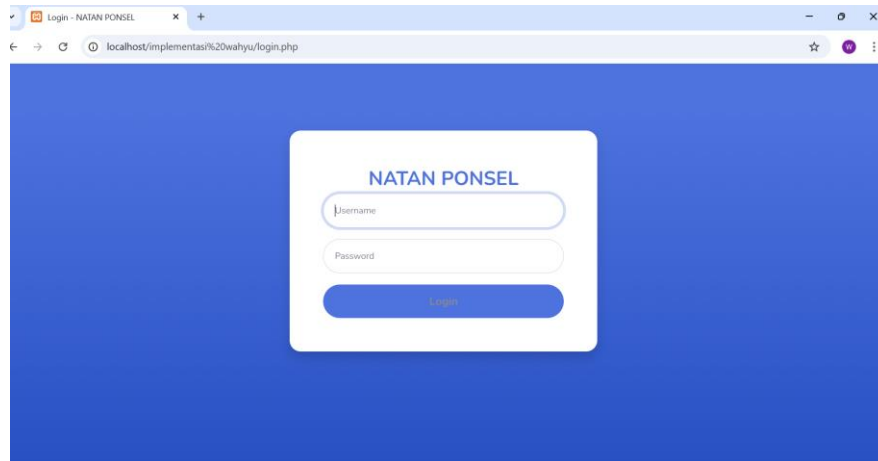 Login - NATAN PONSEL
localhost/implementasi%20wahyu/login.php
W
NATAN PONSEL
Username
Password
Login